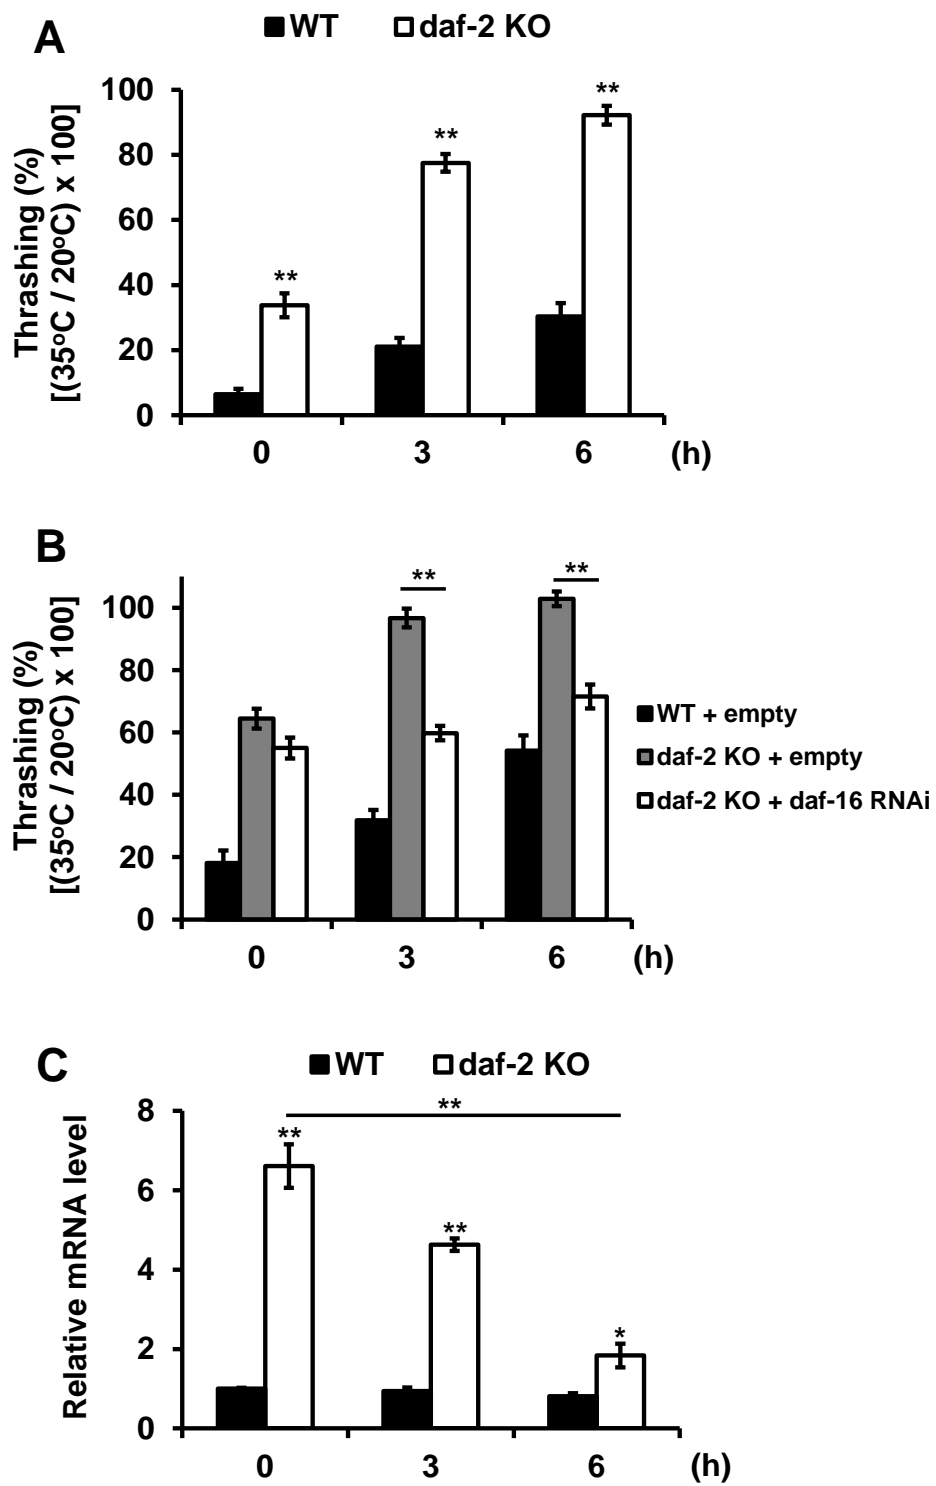 A
WT daf-2 KO
Thrashing (%)
[(35ºC / 20ºC) x 100]
100
80
60
40
20
0
**
**
**
0 3 6 (h)
B
Thrashing (%)
[(35ºC / 20ºC) x 100]
100
80
60
40
20
0
**
**
WT + empty
daf-2 KO + empty
daf-2 KO + daf-16 RNAi
0 3 6 (h)
C
WT daf-2 KO
Relative mRNA level
8
6
4
2
0
**
**
**
*
0 3 6 (h)